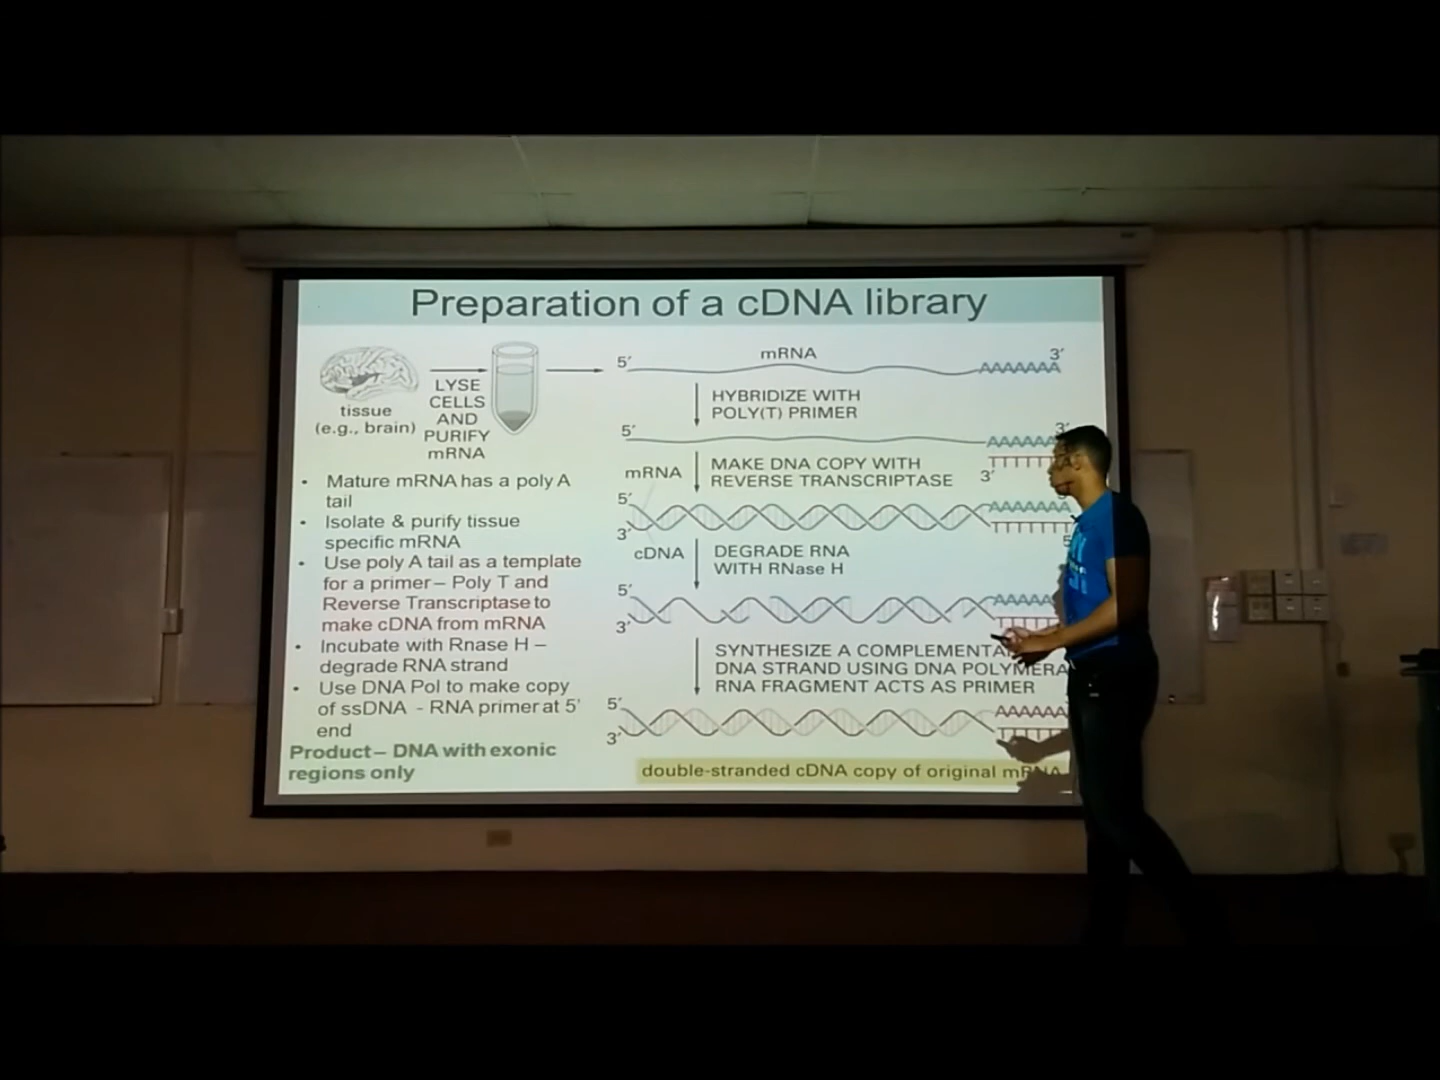 Preparation of a cDNA library
tissue
(e.g., brain)
LYSE
CELLS
AND
PURIFY
mRNA
5′ mRNA 3′
AAAAAAA
HYBRIDIZE WITH
POLY(T) PRIMER
5′ 3′
AAAAAA
mRNA
MAKE DNA COPY WITH
REVERSE TRANSCRIPTASE
3′
5′
AAAAAAA
3′
cDNA
DEGRADE RNA
WITH RNase H
5′
AAAAAA
3′
SYNTHESIZE A COMPLEMENTA
DNA STRAND USING DNA POLYMERA
RNA FRAGMENT ACTS AS PRIMER
5′
AAAAAA
3′
double-stranded cDNA copy of original mRNA
• Mature mRNA has a poly A
tail
• Isolate & purify tissue
specific mRNA
• Use poly A tail as a template
for a primer – Poly T and
Reverse Transcriptase to
make cDNA from mRNA
• Incubate with Rnase H –
degrade RNA strand
• Use DNA Pol to make copy
of ssDNA - RNA primer at 5'
end
Product – DNA with exonic
regions only